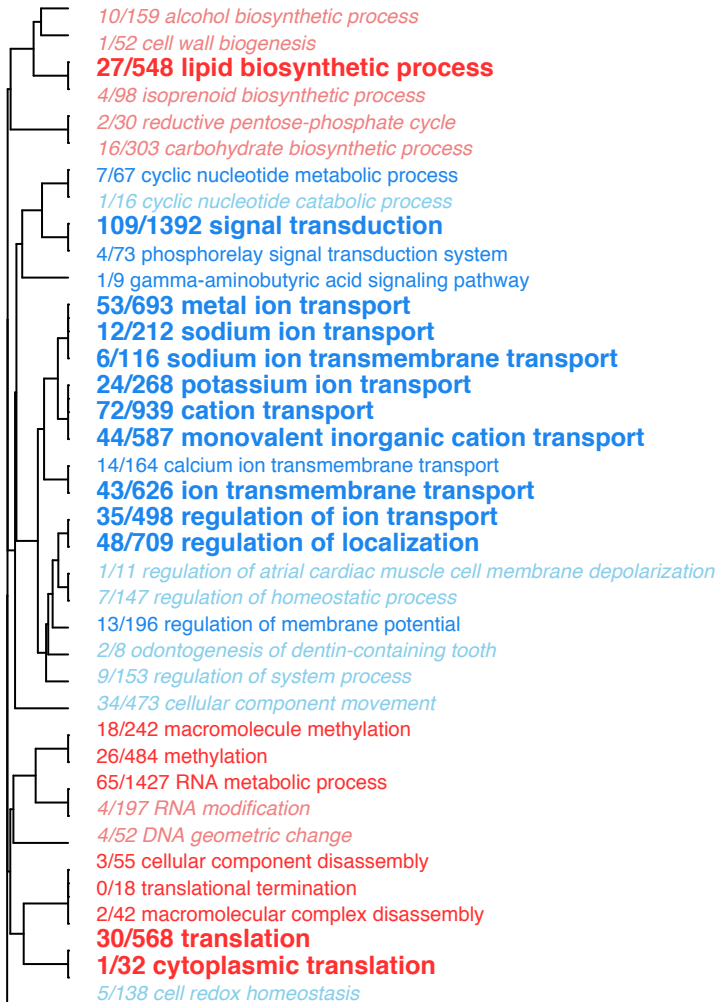 10/159 alcohol biosynthetic process
1/52 cell wall biogenesis
27/548 lipid biosynthetic process
4/98 isoprenoid biosynthetic process
2/30 reductive pentose-phosphate cycle
16/303 carbohydrate biosynthetic process
7/67 cyclic nucleotide metabolic process
1/16 cyclic nucleotide catabolic process
109/1392 signal transduction
4/73 phosphorelay signal transduction system
1/9 gamma-aminobutyric acid signaling pathway
53/693 metal ion transport
12/212 sodium ion transport
6/116 sodium ion transmembrane transport
24/268 potassium ion transport
72/939 cation transport
44/587 monovalent inorganic cation transport
14/164 calcium ion transmembrane transport
43/626 ion transmembrane transport
35/498 regulation of ion transport
48/709 regulation of localization
1/11 regulation of atrial cardiac muscle cell membrane depolarization
7/147 regulation of homeostatic process
13/196 regulation of membrane potential
2/8 odontogenesis of dentin-containing tooth
9/153 regulation of system process
34/473 cellular component movement
18/242 macromolecule methylation
26/484 methylation
65/1427 RNA metabolic process
4/197 RNA modification
4/52 DNA geometric change
3/55 cellular component disassembly
0/18 translational termination
2/42 macromolecular complex disassembly
30/568 translation
1/32 cytoplasmic translation
5/138 cell redox homeostasis